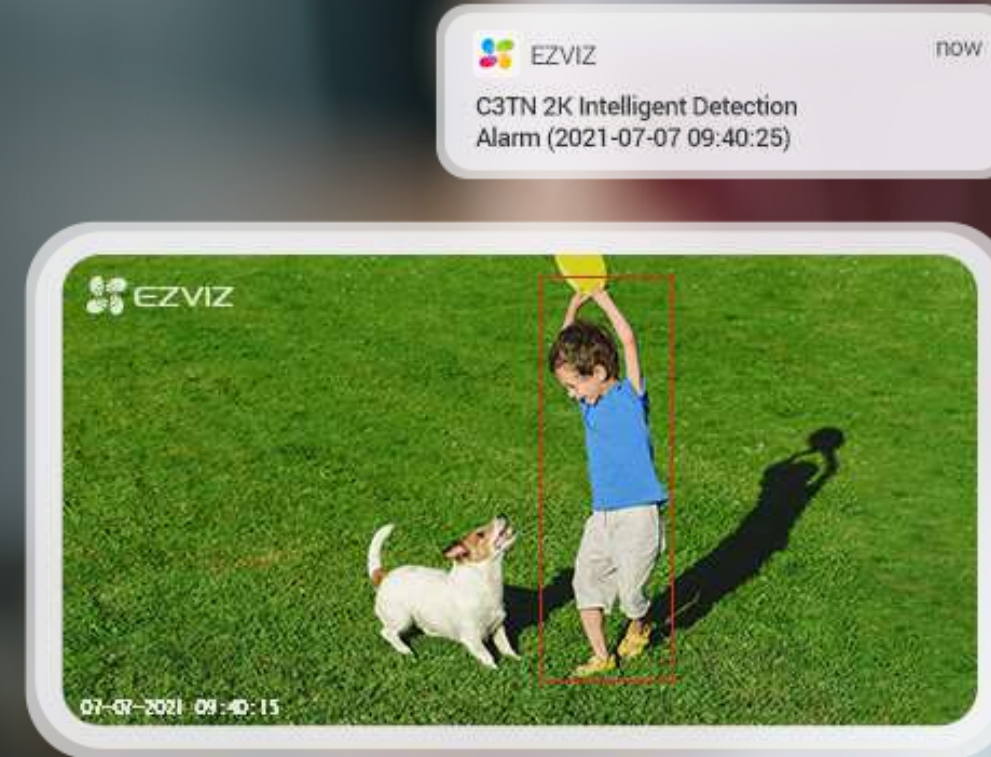 EZVIZ
now
C3TN 2K Intelligent Detection
Alarm (2021-07-07 09:40:25)
EZVIZ
07-07-2021 09:40:15